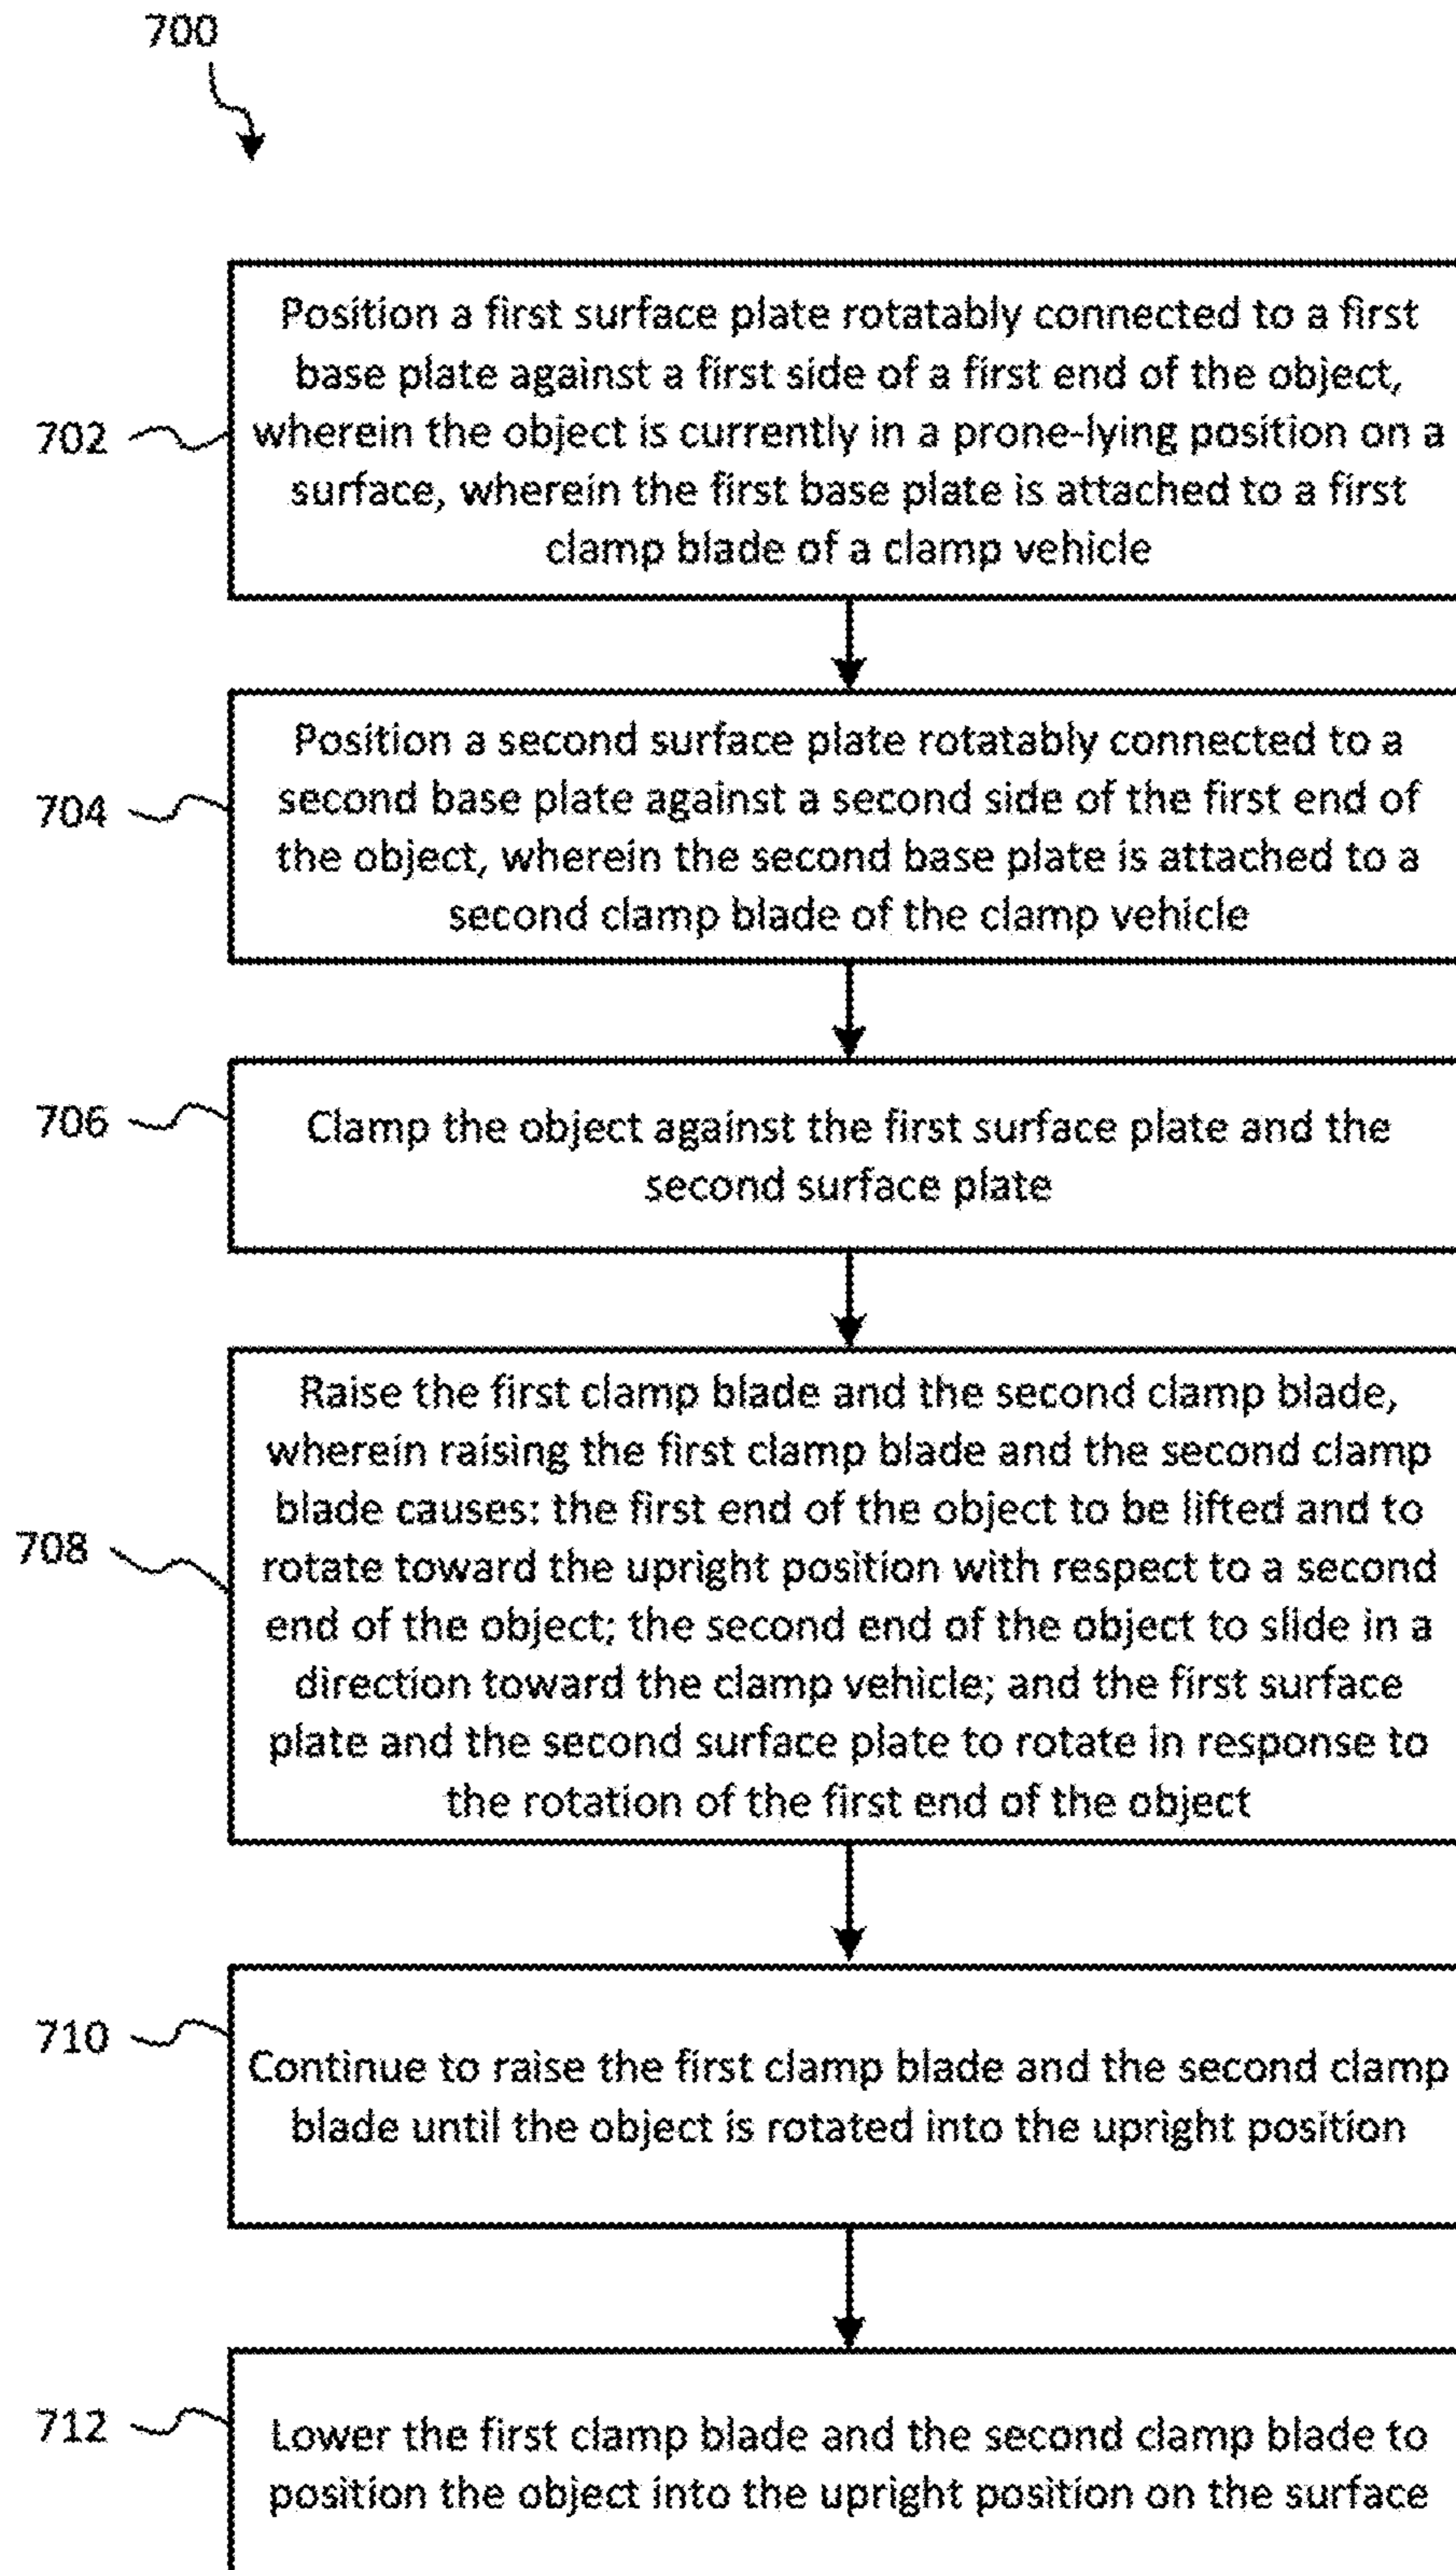 700
702
Position a first surface plate rotatably connected to a first
base plate against a first side of a first end of the object,
wherein the object is currently in a prone-lying position on a
surface, wherein the first base plate is attached to a first
clamp blade of a clamp vehicle
704
Position a second surface plate rotatably connected to a
second base plate against a second side of the first end of
the object, wherein the second base plate is attached to a
second clamp blade of the clamp vehicle
706
Clamp the object against the first surface plate and the
second surface plate
708
Raise the first clamp blade and the second clamp blade,
wherein raising the first clamp blade and the second clamp
blade causes: the first end of the object to be lifted and to
rotate toward the upright position with respect to a second
end of the object; the second end of the object to slide in a
direction toward the clamp vehicle; and the first surface
plate and the second surface plate to rotate in response to
the rotation of the first end of the object
710
Continue to raise the first clamp blade and the second clamp
blade until the object is rotated into the upright position
712
Lower the first clamp blade and the second clamp blade to
position the object into the upright position on the surface